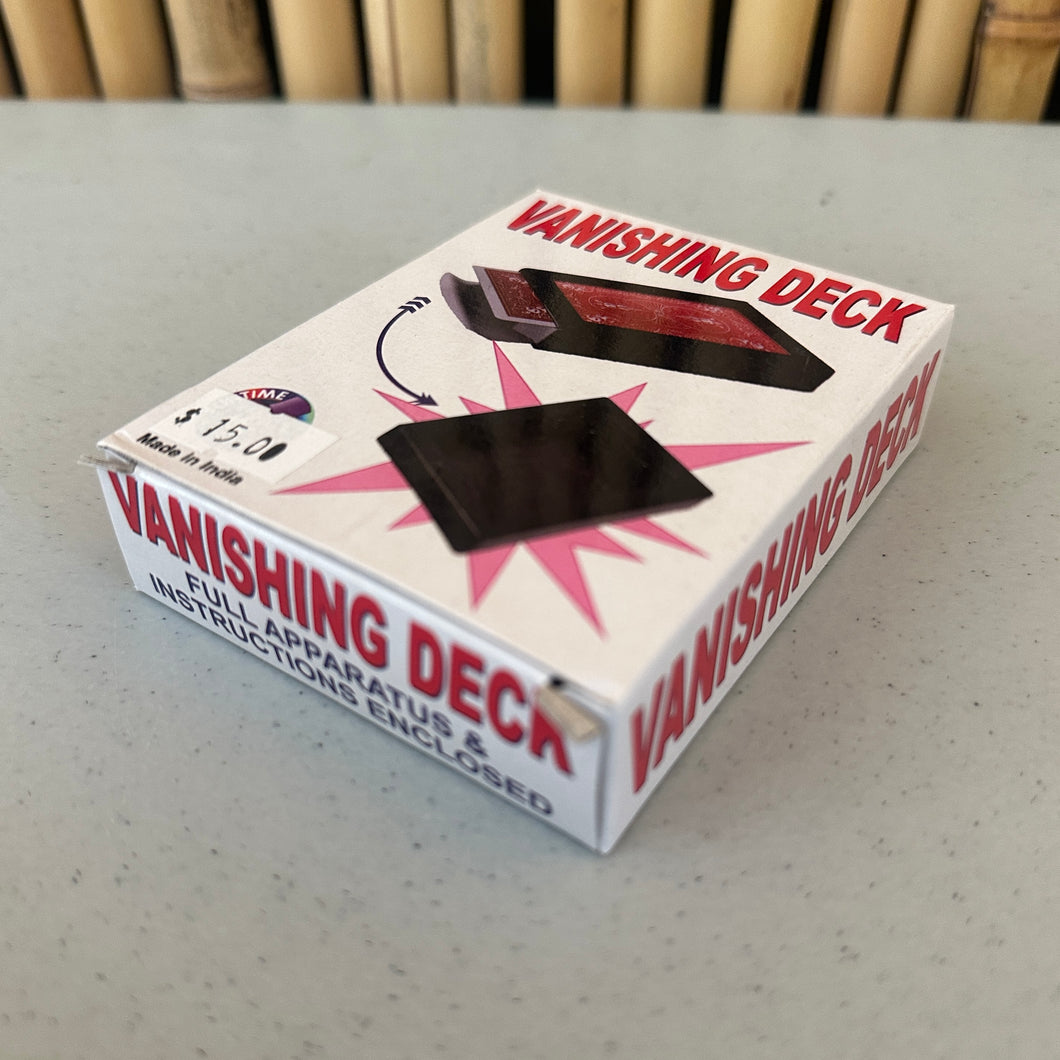 VANISHING DECK
TIME
$ 15.00
Made in India
VANISHING DECK
FULL APPARATUS &
INSTRUCTIONS ENCLOSED
VANISHING DECK